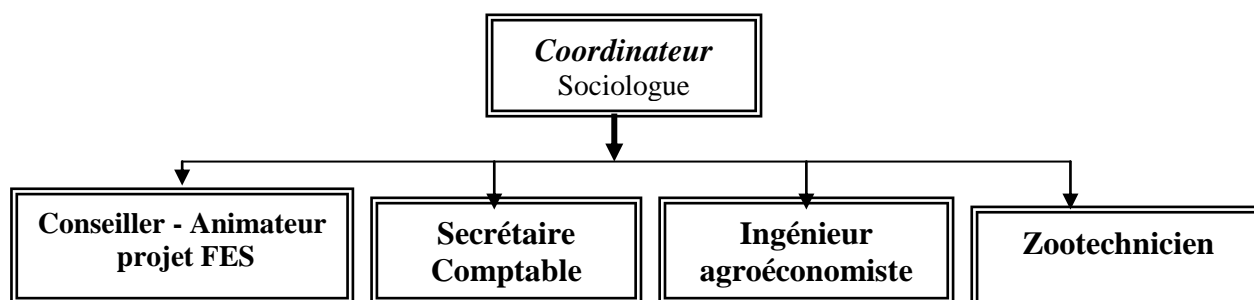 Coordinateur
Sociologue
Conseiller - Animateur
projet FES
Secrétaire
Comptable
Ingénieur
agroéconomiste
Zootechnicien